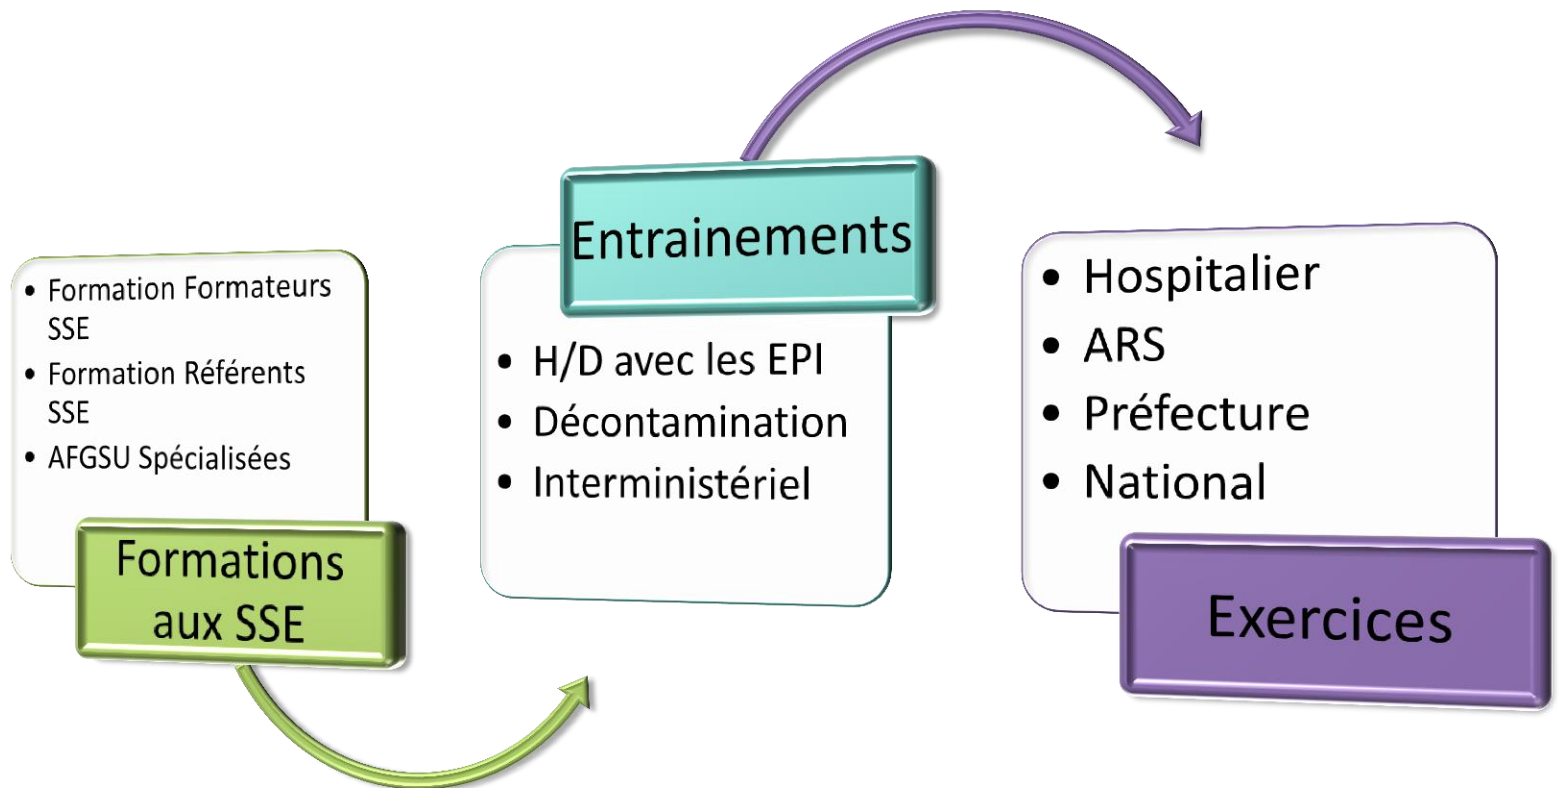 Formation Formateurs
SSE
Formation Référents
SSE
AFGSU Spécialisées
Formations
aux SSE
Entrainements
H/D avec les EPI
Décontamination
Interministériel
Hospitalier
ARS
Préfecture
National
Exercices